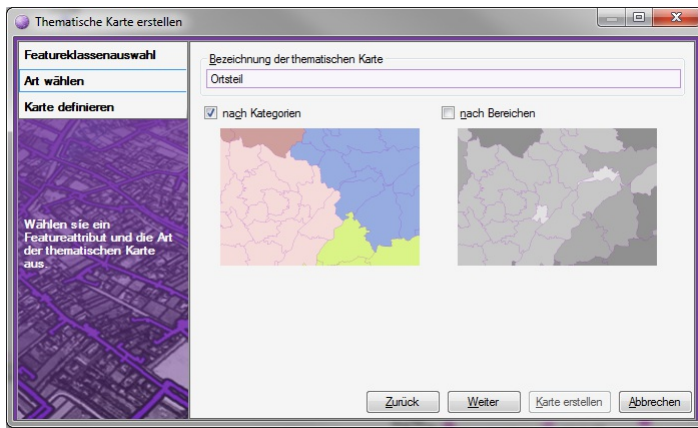 Thematische Karte erstellen
Featureklassenauswahl
Art wählen
Karte definieren
Wählen sie ein
Featureattribut und die Art
der thematischen Karte
aus.
Bezeichnung der thematischen Karte
Ortsteil
nach Kategorien
nach Bereichen
Zurück
Weiter
Karte erstellen
Abbrechen